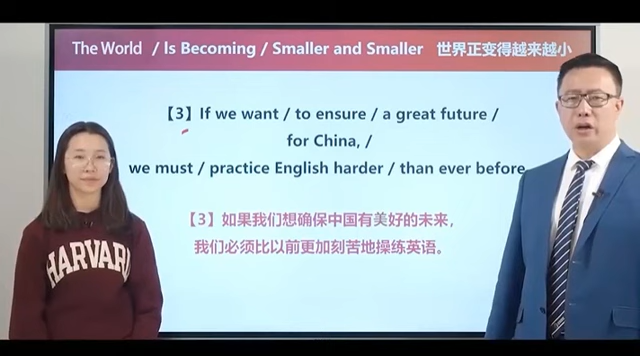 The World / Is Becoming / Smaller and Smaller 世界正变得越来越小
【3】If we want / to ensure / a great future /
for China, /
we must / practice English harder / than ever before
【3】如果我们想确保中国有美好的未来，
我们必须比以前更加刻苦地操练英语。
HARVARD